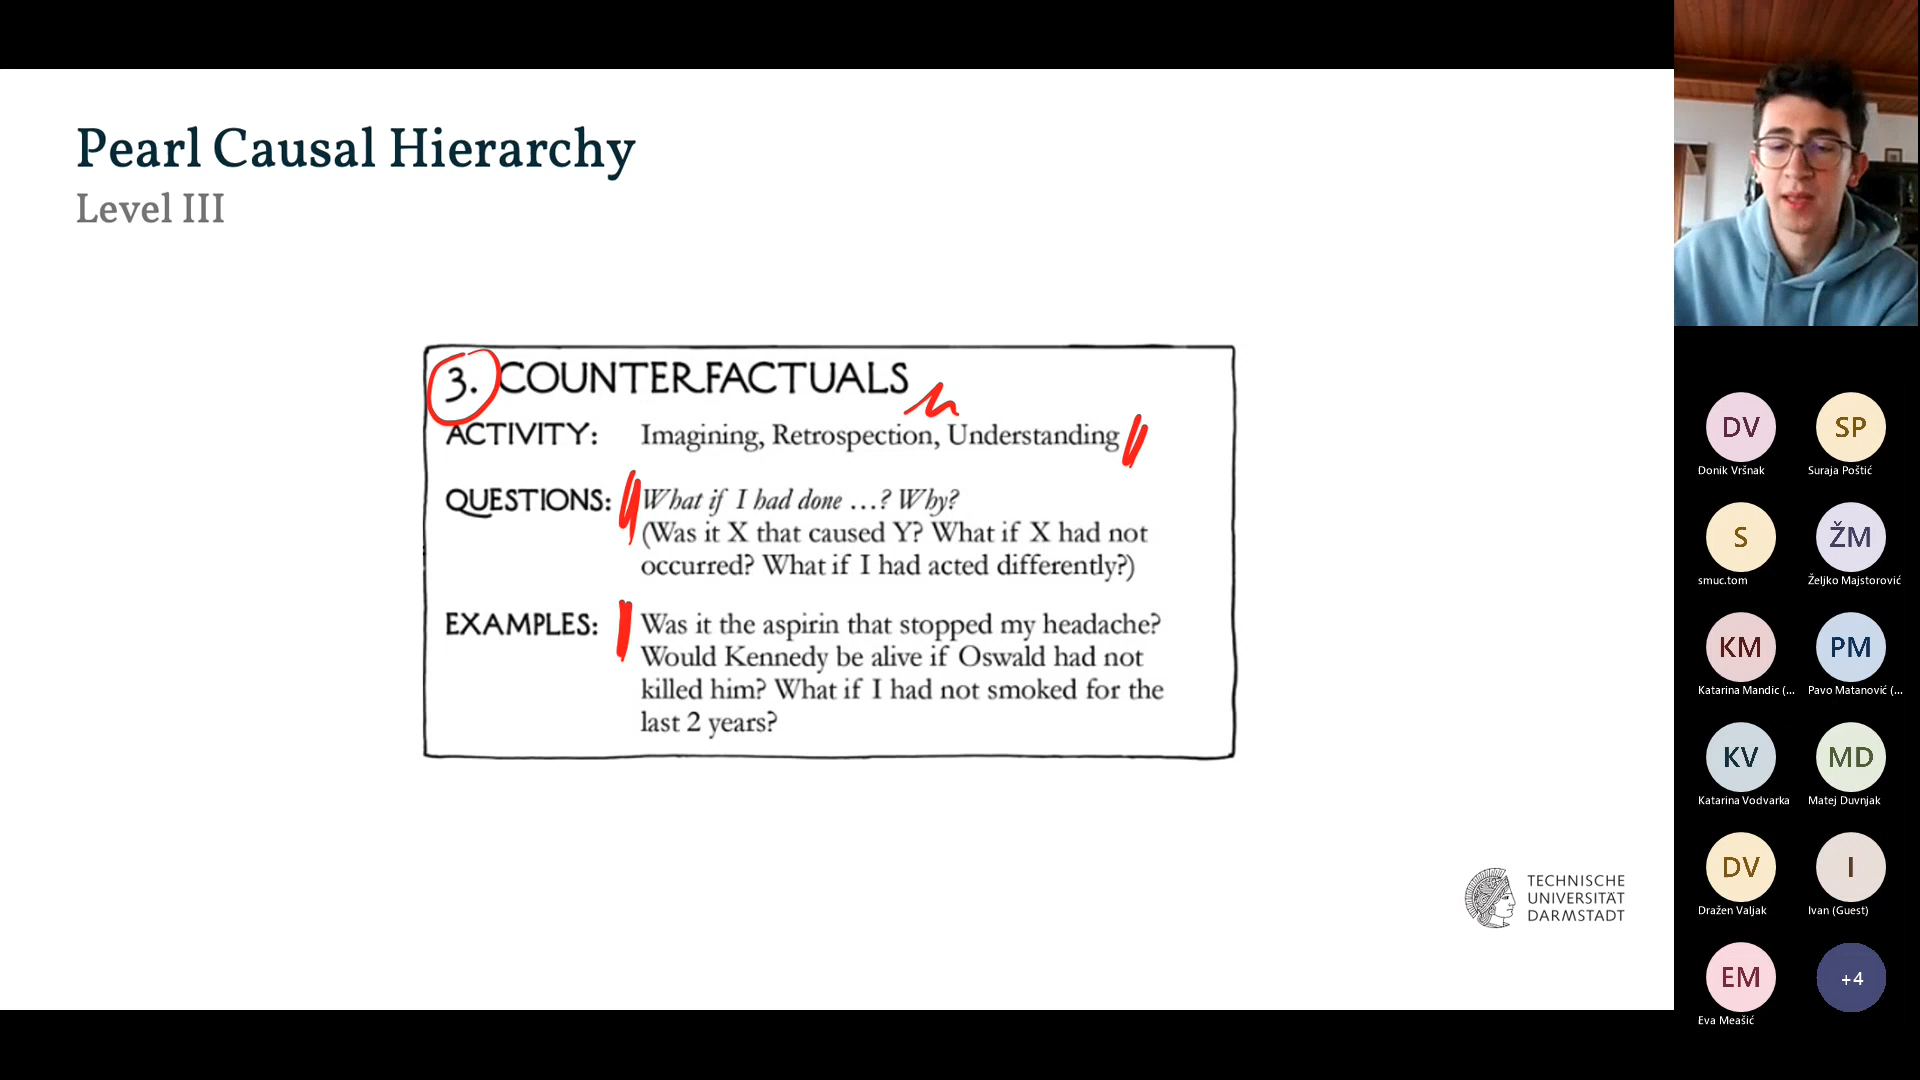 Pearl Causal Hierarchy
Level III
3. COUNTERFACTUALS
ACTIVITY: Imagining, Retrospection, Understanding
QUESTIONS: What if I had done …? Why?
(Was it X that caused Y? What if X had not
occurred? What if I had acted differently?)
EXAMPLES: Was it the aspirin that stopped my headache?
Would Kennedy be alive if Oswald had not
killed him? What if I had not smoked for the
last 2 years?
TECHNISCHE
UNIVERSITÄT
DARMSTADT
DV SP
Donik Vršnak Suraja Poštić
S ŽM
smuc.tom Željko Majstorović
KM PM
Katarina Mandic (... Pavo Matanović (...
KV MD
Katarina Vodvarka Matej Duvnjak
DV I
Dražen Valjak Ivan (Guest)
EM +4
Eva Meašić